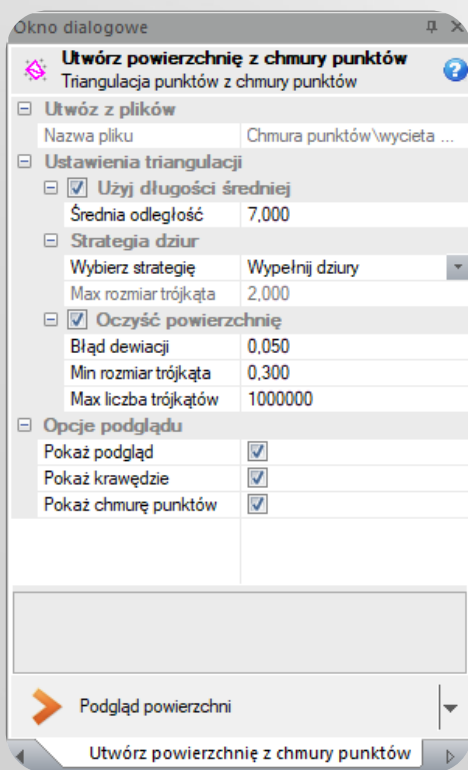 Okno dialogowe
Utwórz powierzchnię z chmury punktów
Triangulacja punktów z chmury punktów
Utwóz z plików
Nazwa pliku Chmura punktów\wycieta ...
Ustawienia triangulacji
Użyj długości średniej
Średnia odległość 7,000
Strategia dziur
Wybierz strategię Wypełnij dziury
Max rozmiar trójkąta 2,000
Oczyść powierzchnię
Błąd dewiacji 0,050
Min rozmiar trójkąta 0,300
Max liczba trójkątów 1000000
Opcje podglądu
Pokaż podgląd
Pokaż krawędzie
Pokaż chmurę punktów
Podgląd powierzchni
Utwórz powierzchnię z chmury punktów